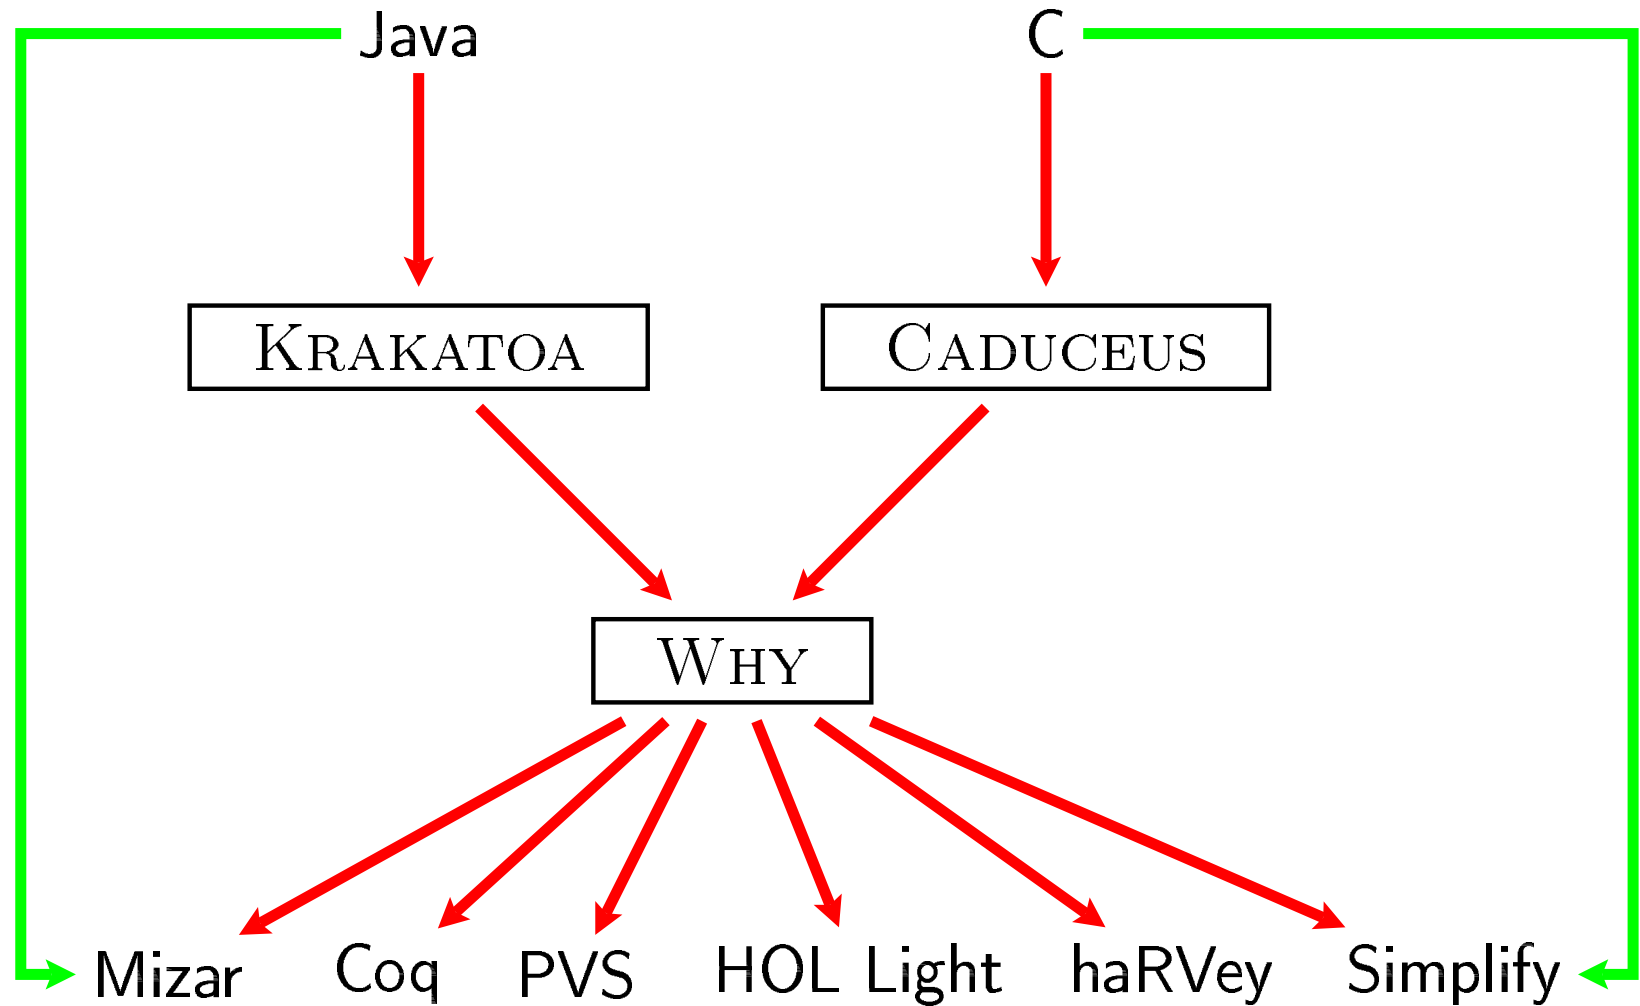 Java C
KRAKATOA CADUCEUS
WHY
Mizar Coq PVS HOL Light haRVey Simplify